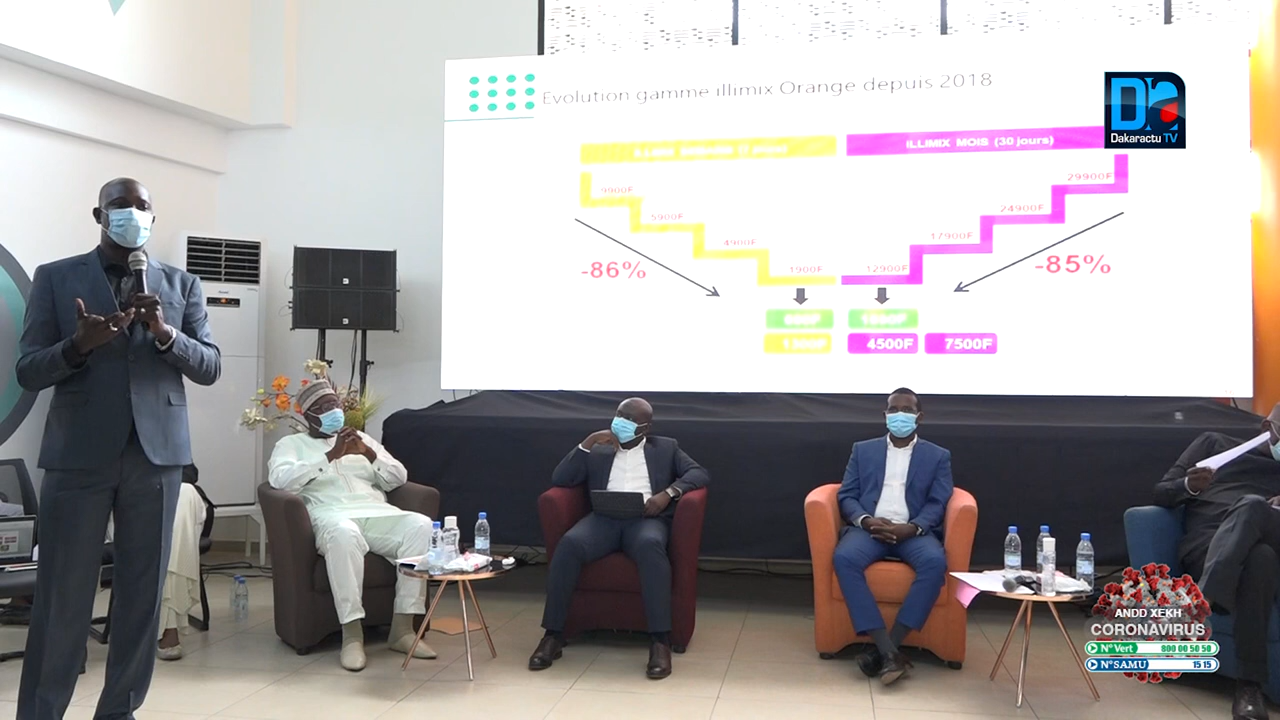 Evolution gamme illimix Orange depuis 2018
ILLIMIX MOIS (30 jours)
9900F
5900F
4900F
1900F
-86%
29900F
24900F
17900F
12900F
-85%
4500F
7500F
Dakaractu TV
ANDD XEKH
CORONAVIRUS
N° Vert 800 00 50 50
N° SAMU 15 15